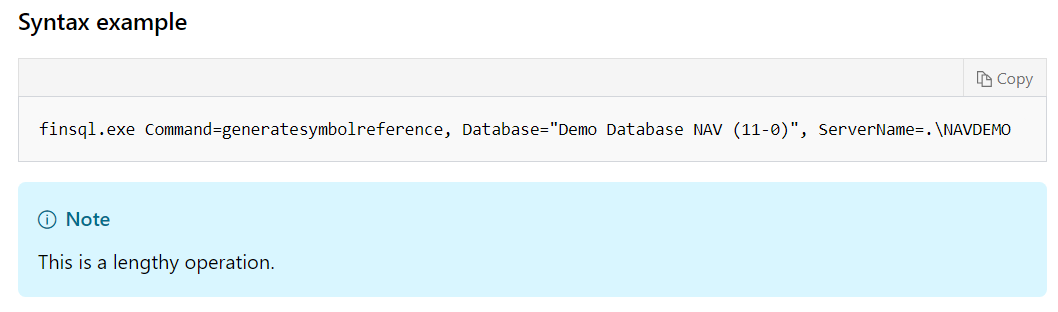 Syntax example
Copy
finsql.exe Command=generatesymbolreference, Database="Demo Database NAV (11-0)", ServerName=.\NAVDEMO
Note
This is a lengthy operation.